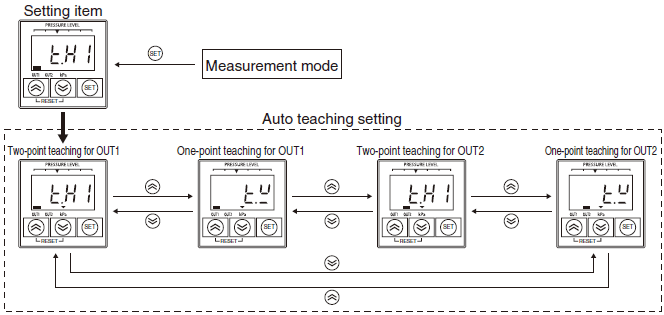 Setting item
PRESSURE LEVEL
t.H1
OUT1 OUT2 kPa
SET
RESET
SET
Measurement mode
Auto teaching setting
Two-point teaching for OUT1
One-point teaching for OUT1
Two-point teaching for OUT2
One-point teaching for OUT2
PRESSURE LEVEL
PRESSURE LEVEL
PRESSURE LEVEL
PRESSURE LEVEL
t.H1
t.H1
OUT1 OUT2 kPa
OUT1 OUT2 kPa
OUT1 OUT2 kPa
OUT1 OUT2 kPa
SET
SET
SET
SET
RESET
RESET
RESET
RESET